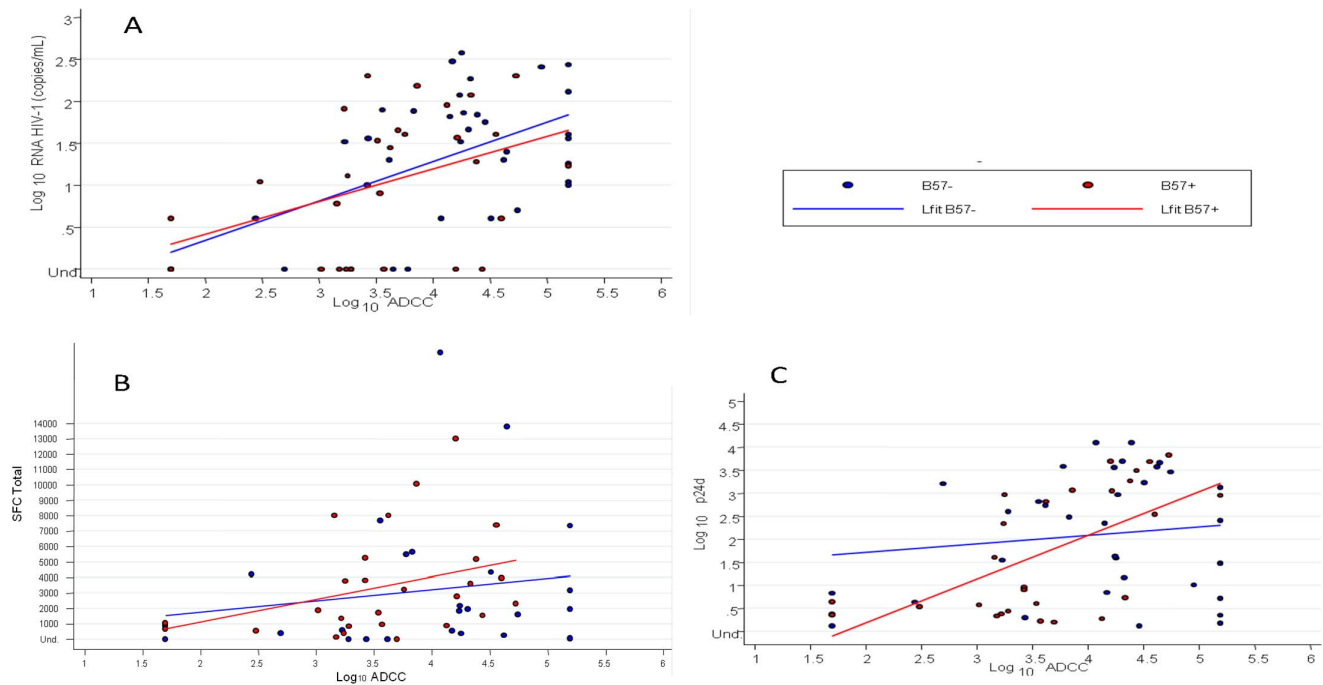 A
Log 10 RNA HIV-1 (copies/mL)
3
2.5
2
1.5
1
.5
Und
1 1.5 2 2.5 3 3.5 4 4.5 5 5.5 6
Log 10 ADCC
B57- B57+
Lfit B57- Lfit B57+
B
SFC Total
14000
13000
12000
11000
10000
9000
8000
7000
6000
5000
4000
3000
2000
1000
Und.
1 1.5 2 2.5 3 3.5 4 4.5 5 5.5 6
Log10 ADCC
C
Log 10 p24d
5
4.5
4
3.5
3
2.5
2
1.5
1
.5
Und
1 1.5 2 2.5 3 3.5 4 4.5 5 5.5 6
Log 10 ADCC